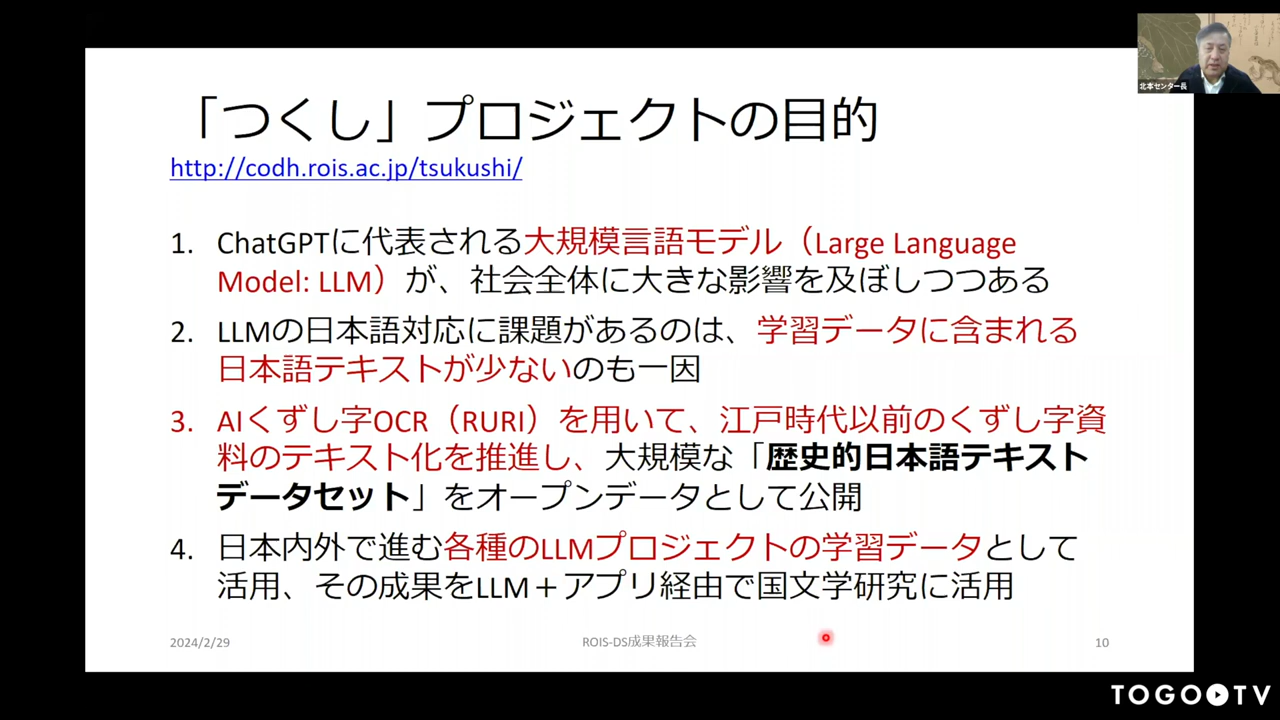 「つくし」プロジェクトの目的
http://codh.rois.ac.jp/tsukushi/
1. ChatGPTに代表される大規模言語モデル（Large Language
Model: LLM）が、社会全体に大きな影響を及ぼしつつある
2. LLMの日本語対応に課題があるのは、学習データに含まれる
日本語テキストが少ないのも一因
3. AIくずし字OCR（RURI）を用いて、江戸時代以前のくずし字資
料のテキスト化を推進し、大規模な「歴史的日本語テキスト
データセット」をオープンデータとして公開
4. 日本内外で進む各種のLLMプロジェクトの学習データとして
活用、その成果をLLM＋アプリ経由で国文学研究に活用
2024/2/29
ROIS-DS成果報告会
10
北本センター長
TOGO TV